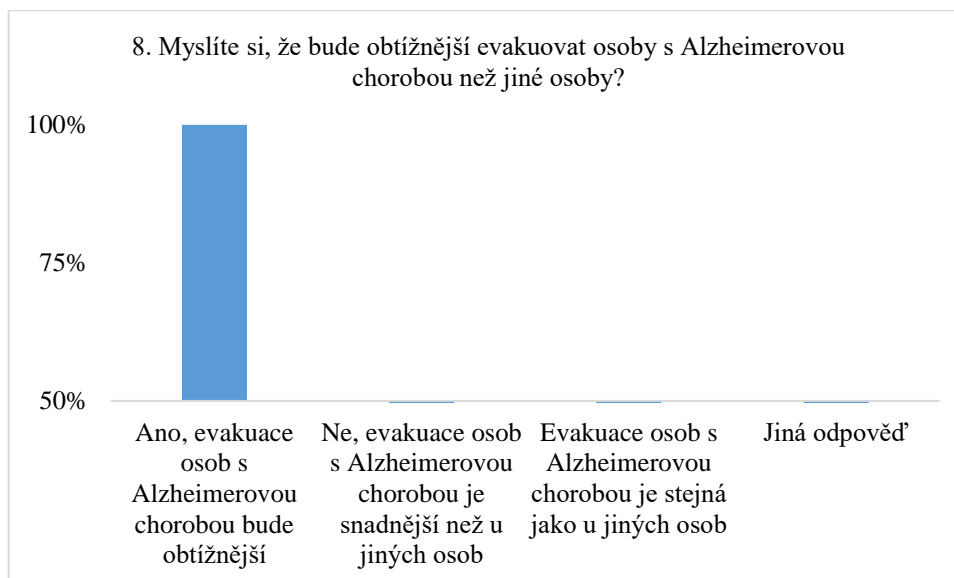 8. Myslíte si, že bude obtížnější evakuovat osoby s Alzheimerovou
chorobou než jiné osoby?
100%
75%
50%
Ano, evakuace
osob s
Alzheimerovou
chorobou bude
obtížnější
Ne, evakuace osob
s Alzheimerovou
chorobou je
snadnější než u
jiných osob
Evakuace osob s
Alzheimerovou
chorobou je stejná
jako u jiných osob
Jiná odpověď